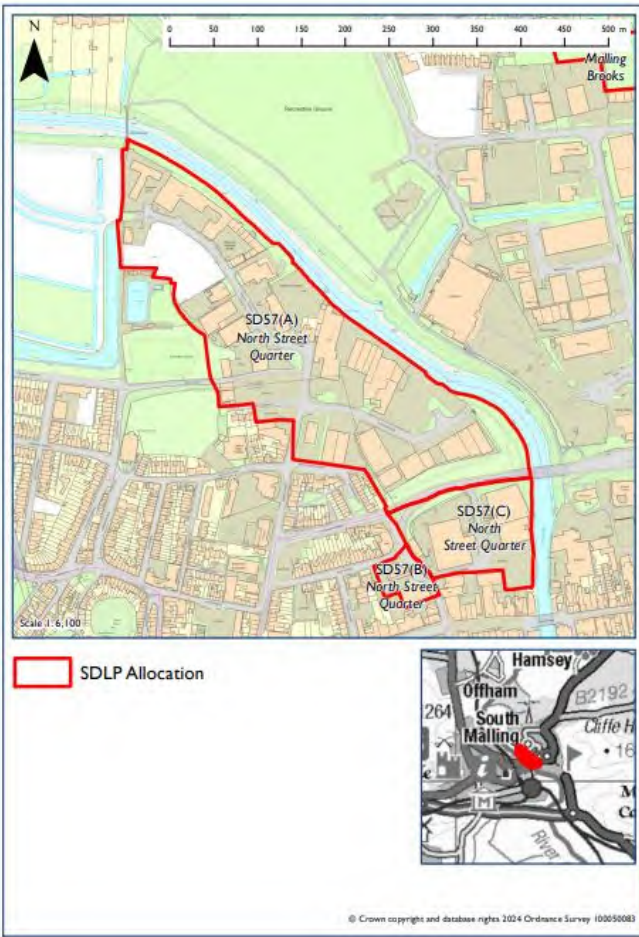 N
0 50 100 150 200 250 300 350 400 450 500 m
Malling
Brooks
Recreation Ground
SD57(A)
North Street
Quarter
SD57(C)
North
Street Quarter
SD57(B)
North Street
Quarter
Scale 1:6,100
SDLP Allocation
Hamsey
Offham
B2192
264
South
Malling
Cliffe H
16
M
River
© Crown copyright and database rights 2024 Ordnance Survey 100050083